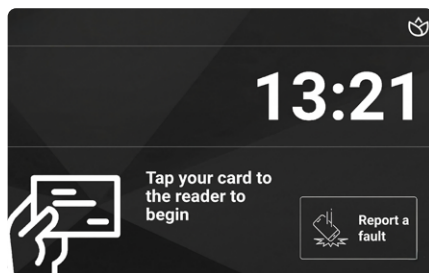 13:21
Tap your card to
the reader to
begin
Report a
fault